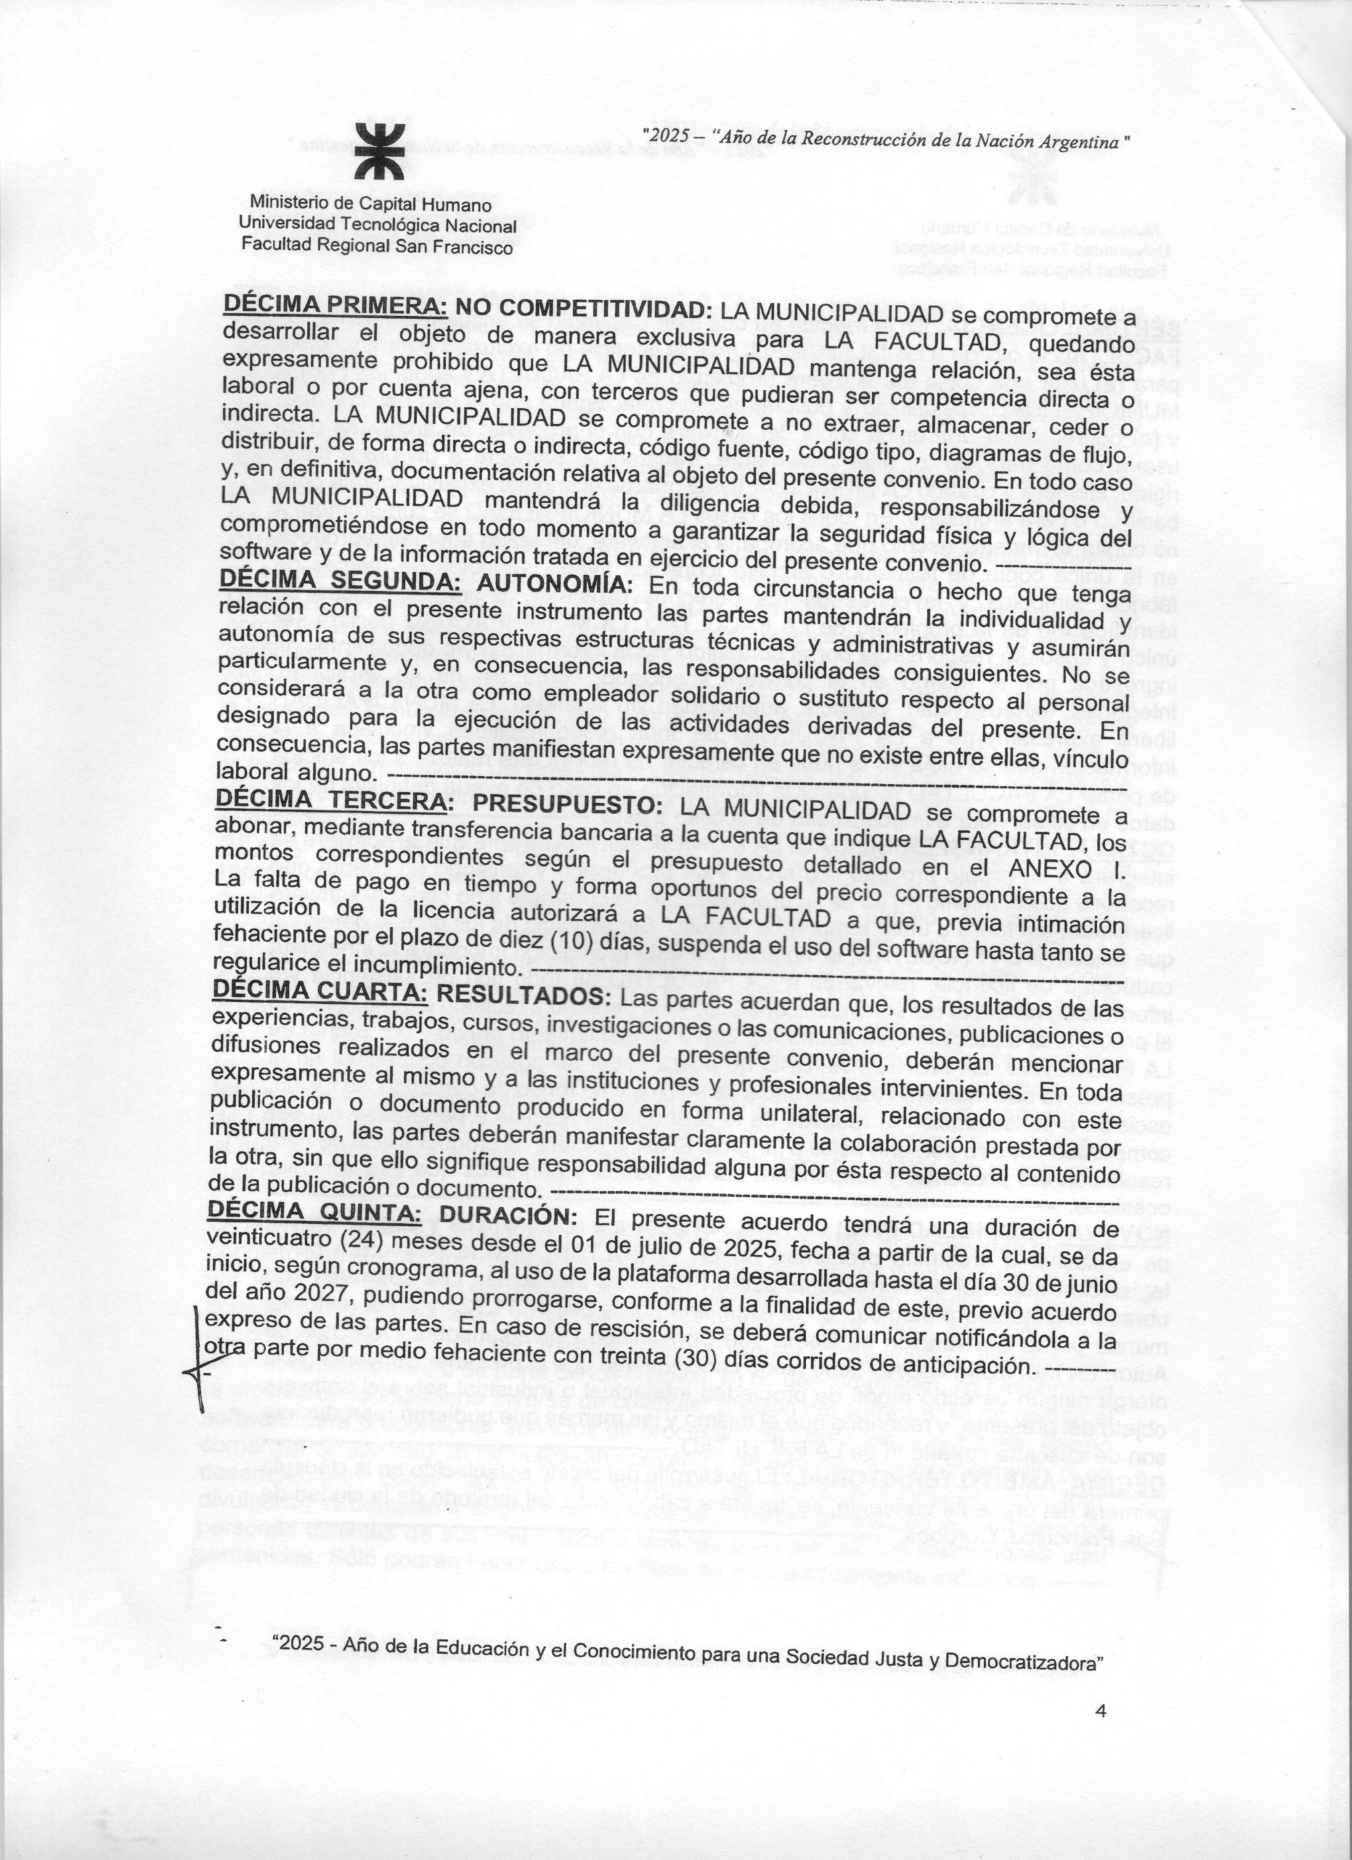 "2025 – "Año de la Reconstrucción de la Nación Argentina "
Ministerio de Capital Humano
Universidad Tecnológica Nacional
Facultad Regional San Francisco
DÉCIMA PRIMERA: NO COMPETITIVIDAD: LA MUNICIPALIDAD se compromete a
desarrollar el objeto de manera exclusiva para LA FACULTAD, quedando
expresamente prohibido que LA MUNICIPALIDAD mantenga relación, sea ésta
laboral o por cuenta ajena, con terceros que pudieran ser competencia directa o
indirecta. LA MUNICIPALIDAD se compromete a no extraer, almacenar, ceder o
distribuir, de forma directa o indirecta, código fuente, código tipo, diagramas de flujo,
y, en definitiva, documentación relativa al objeto del presente convenio. En todo caso
LA MUNICIPALIDAD mantendrá la diligencia debida, responsabilizándose y
comprometiéndose en todo momento a garantizar la seguridad física y lógica del
software y de la información tratada en ejercicio del presente convenio. ---------------
DÉCIMA SEGUNDA: AUTONOMÍA: En toda circunstancia o hecho que tenga
relación con el presente instrumento las partes mantendrán la individualidad y
autonomía de sus respectivas estructuras técnicas y administrativas y asumirán
particularmente y, en consecuencia, las responsabilidades consiguientes. No se
considerará a la otra como empleador solidario o sustituto respecto al personal
designado para la ejecución de las actividades derivadas del presente. En
consecuencia, las partes manifiestan expresamente que no existe entre ellas, vínculo
laboral alguno. ---------------------------------------------------------------------------------
DÉCIMA TERCERA: PRESUPUESTO: LA MUNICIPALIDAD se compromete a
abonar, mediante transferencia bancaria a la cuenta que indique LA FACULTAD, los
montos correspondientes según el presupuesto detallado en el ANEXO I.
La falta de pago en tiempo y forma oportunos del precio correspondiente a la
utilización de la licencia autorizará a LA FACULTAD a que, previa intimación
fehaciente por el plazo de diez (10) días, suspenda el uso del software hasta tanto se
regularice el incumplimiento. -----------------------------------------------------------------
DÉCIMA CUARTA: RESULTADOS: Las partes acuerdan que, los resultados de las
experiencias, trabajos, cursos, investigaciones o las comunicaciones, publicaciones o
difusiones realizados en el marco del presente convenio, deberán mencionar
expresamente al mismo y a las instituciones y profesionales intervinientes. En toda
publicación o documento producido en forma unilateral, relacionado con este
instrumento, las partes deberán manifestar claramente la colaboración prestada por
la otra, sin que ello signifique responsabilidad alguna por ésta respecto al contenido
de la publicación o documento. --------------------------------------------------------------
DÉCIMA QUINTA: DURACIÓN: El presente acuerdo tendrá una duración de
veinticuatro (24) meses desde el 01 de julio de 2025, fecha a partir de la cual, se da
inicio, según cronograma, al uso de la plataforma desarrollada hasta el día 30 de junio
del año 2027, pudiendo prorrogarse, conforme a la finalidad de este, previo acuerdo
expreso de las partes. En caso de rescisión, se deberá comunicar notificándola a la
otra parte por medio fehaciente con treinta (30) días corridos de anticipación. --------
"2025 - Año de la Educación y el Conocimiento para una Sociedad Justa y Democratizadora"
4